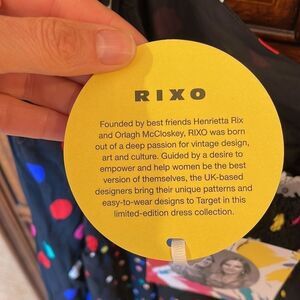 RIXO
Founded by best friends Henrietta Rix
and Orlagh McCloskey, RIXO was born
out of a deep passion for vintage design,
art and culture. Guided by a desire to
empower and help women be the best
version of themselves, the UK-based
designers bring their unique patterns and
easy-to-wear designs to Target in this
limited-edition dress collection.